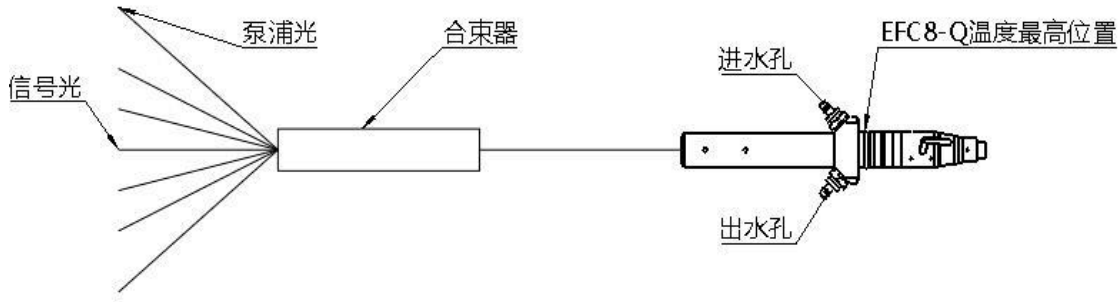 泵浦光
合束器
EFC8-Q温度最高位置
进水孔
信号光
出水孔